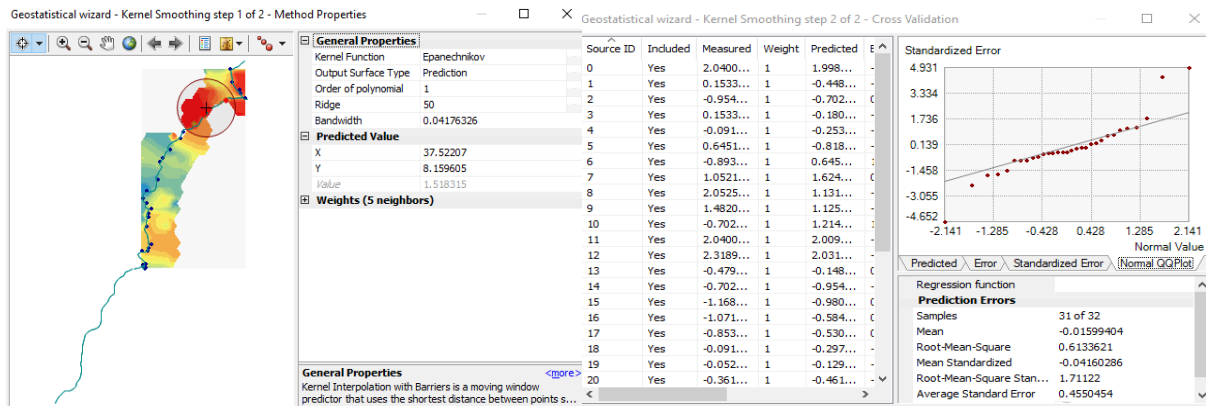 Geostatistical wizard - Kernel Smoothing step 1 of 2 - Method Properties
General Properties
Kernel Function Epanechnikov
Output Surface Type Prediction
Order of polynomial 1
Ridge 50
Bandwidth 0.04176326
Predicted Value
X 37.52207
Y 8.159605
Value 1.518315
Weights (5 neighbors)
General Properties <more>
Kernel Interpolation with Barriers is a moving window
predictor that uses the shortest distance between points s...
Geostatistical wizard - Kernel Smoothing step 2 of 2 - Cross Validation
Source ID Included Measured Weight Predicted E
0 Yes 2.0400... 1 1.998... -
1 Yes 0.1533... 1 -0.448... -
2 Yes -0.954... 1 -0.702... 0
3 Yes 0.1533... 1 -0.180... -
4 Yes -0.091... 1 -0.253... -
5 Yes 0.6451... 1 -0.818... -
6 Yes -0.893... 1 0.645... 1
7 Yes 1.0521... 1 1.624... 0
8 Yes 2.0525... 1 1.131... -
9 Yes 1.4820... 1 1.125... -
10 Yes -0.702... 1 1.214... 1
11 Yes 2.0400... 1 2.009... -
12 Yes 2.3189... 1 2.031... -
13 Yes -0.479... 1 -0.148... 0
14 Yes -0.702... 1 -0.954... -
15 Yes -1.168... 1 -0.980... 0
16 Yes -1.071... 1 -0.584... 0
17 Yes -0.853... 1 -0.530... 0
18 Yes -0.091... 1 -0.297... -
19 Yes -0.052... 1 -0.129... -
20 Yes -0.361... 1 -0.461... -
Standardized Error
4.931
3.334
1.736
0.139
-1.458
-3.055
-4.652
-2.141 -1.285 -0.428 0.428 1.285 2.141
Normal Value
Predicted Error Standardized Error Normal QQPlot
Regression function
Prediction Errors
Samples 31 of 32
Mean -0.01599404
Root-Mean-Square 0.6133621
Mean Standardized -0.04160286
Root-Mean-Square Stan... 1.71122
Average Standard Error 0.4550454